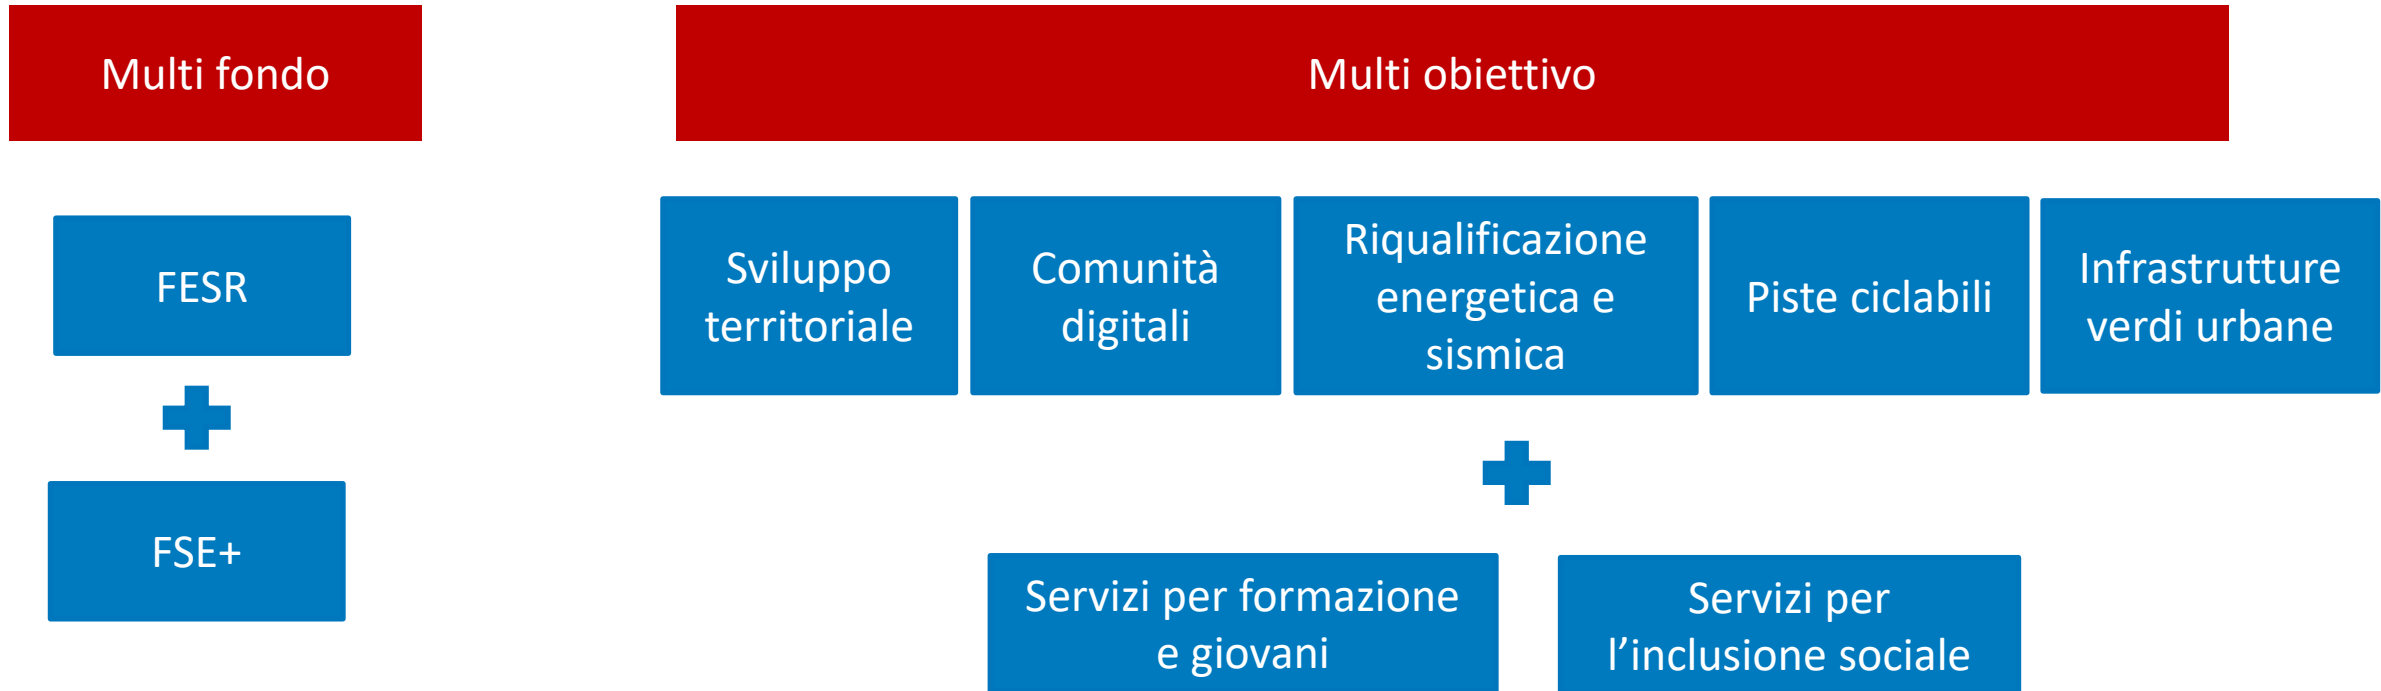 Multi fondo
Multi obiettivo
FESR
FSE+
Sviluppo
territoriale
Comunità
digitali
Riqualificazione
energetica e
sismica
Piste ciclabili
Infrastrutture
verdi urbane
Servizi per formazione
e giovani
Servizi per
l’inclusione sociale